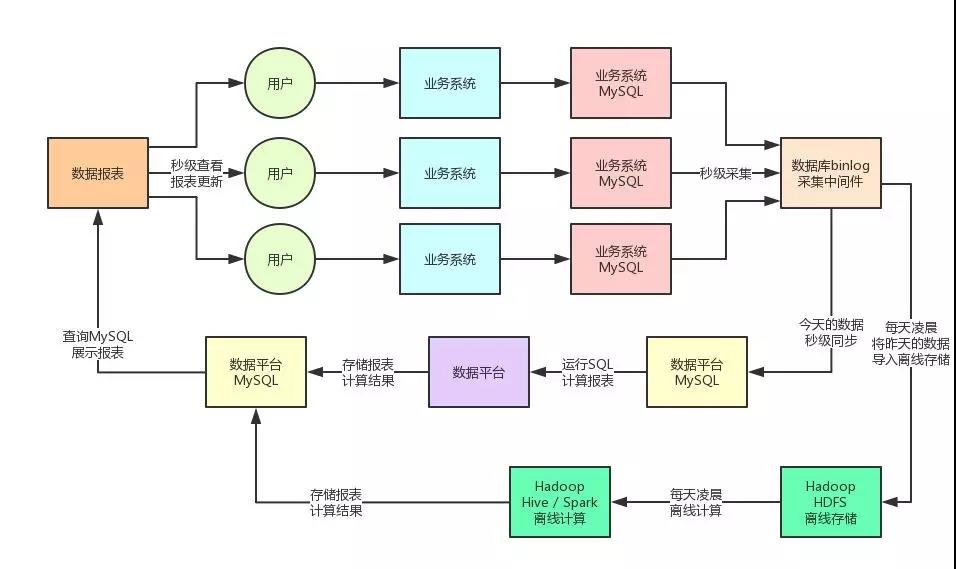 用户
业务系统
业务系统
MySQL
数据报表
秒级查看
报表更新
用户
业务系统
业务系统
MySQL
秒级采集
数据库binlog
采集中间件
用户
业务系统
业务系统
MySQL
查询MySQL
展示报表
数据平台
MySQL
存储报表
计算结果
数据平台
运行SQL
计算报表
数据平台
MySQL
今天的数据
秒级同步
每天凌晨
将昨天的数据
导入离线存储
存储报表
计算结果
Hadoop
Hive / Spark
离线计算
每天凌晨
离线计算
Hadoop
HDFS
离线存储